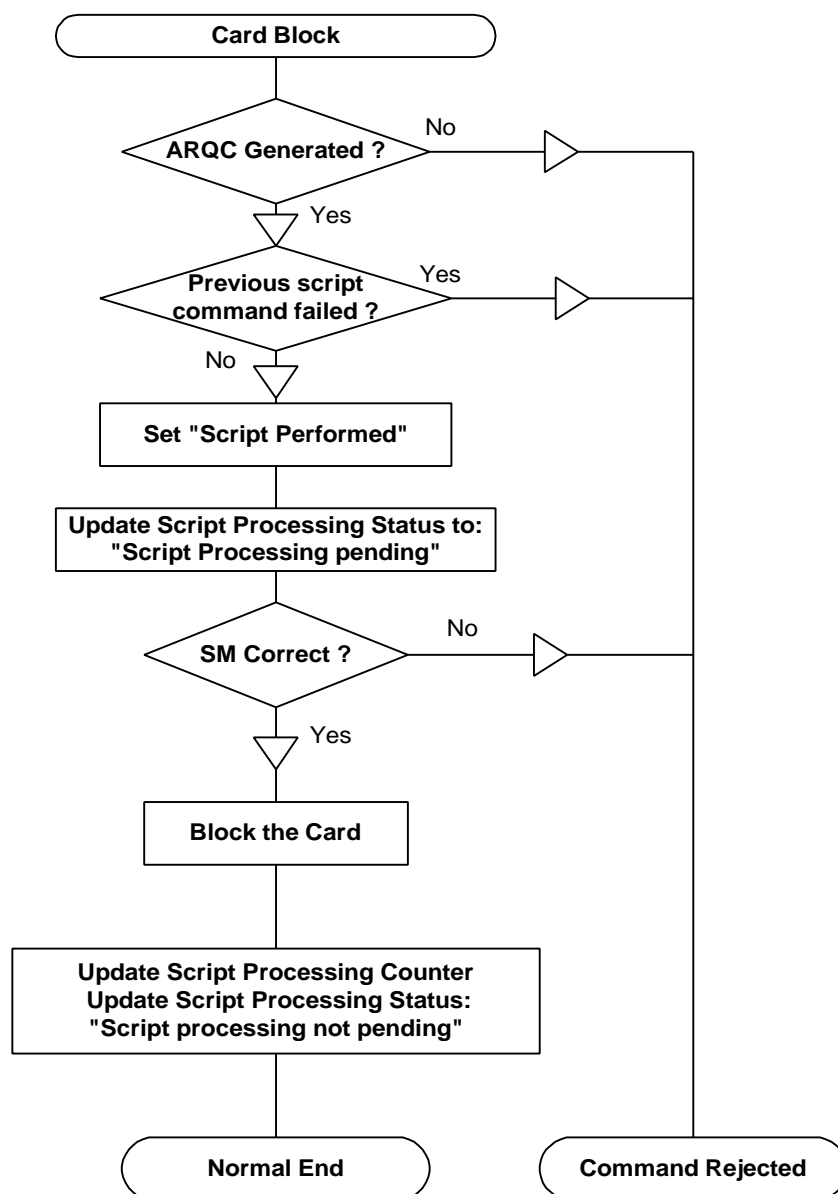 Card Block
ARQC Generated ?
No
Yes
Previous script
command failed ?
Yes
No
Set "Script Performed"
Update Script Processing Status to:
"Script Processing pending"
SM Correct ?
No
Yes
Block the Card
Update Script Processing Counter
Update Script Processing Status:
"Script processing not pending"
Normal End
Command Rejected